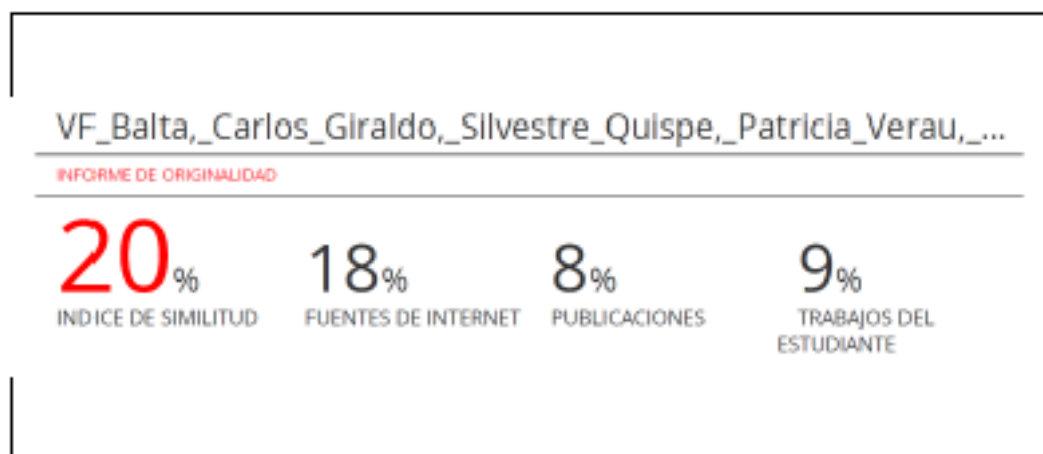 VF_Balta,_Carlos_Giraldo,_Silvestre_Quispe,_Patricia_Verau,_...
INFORME DE ORIGINALIDAD
20%
INDICE DE SIMILITUD
18%
FUENTES DE INTERNET
8%
PUBLICACIONES
9%
TRABAJOS DEL
ESTUDIANTE